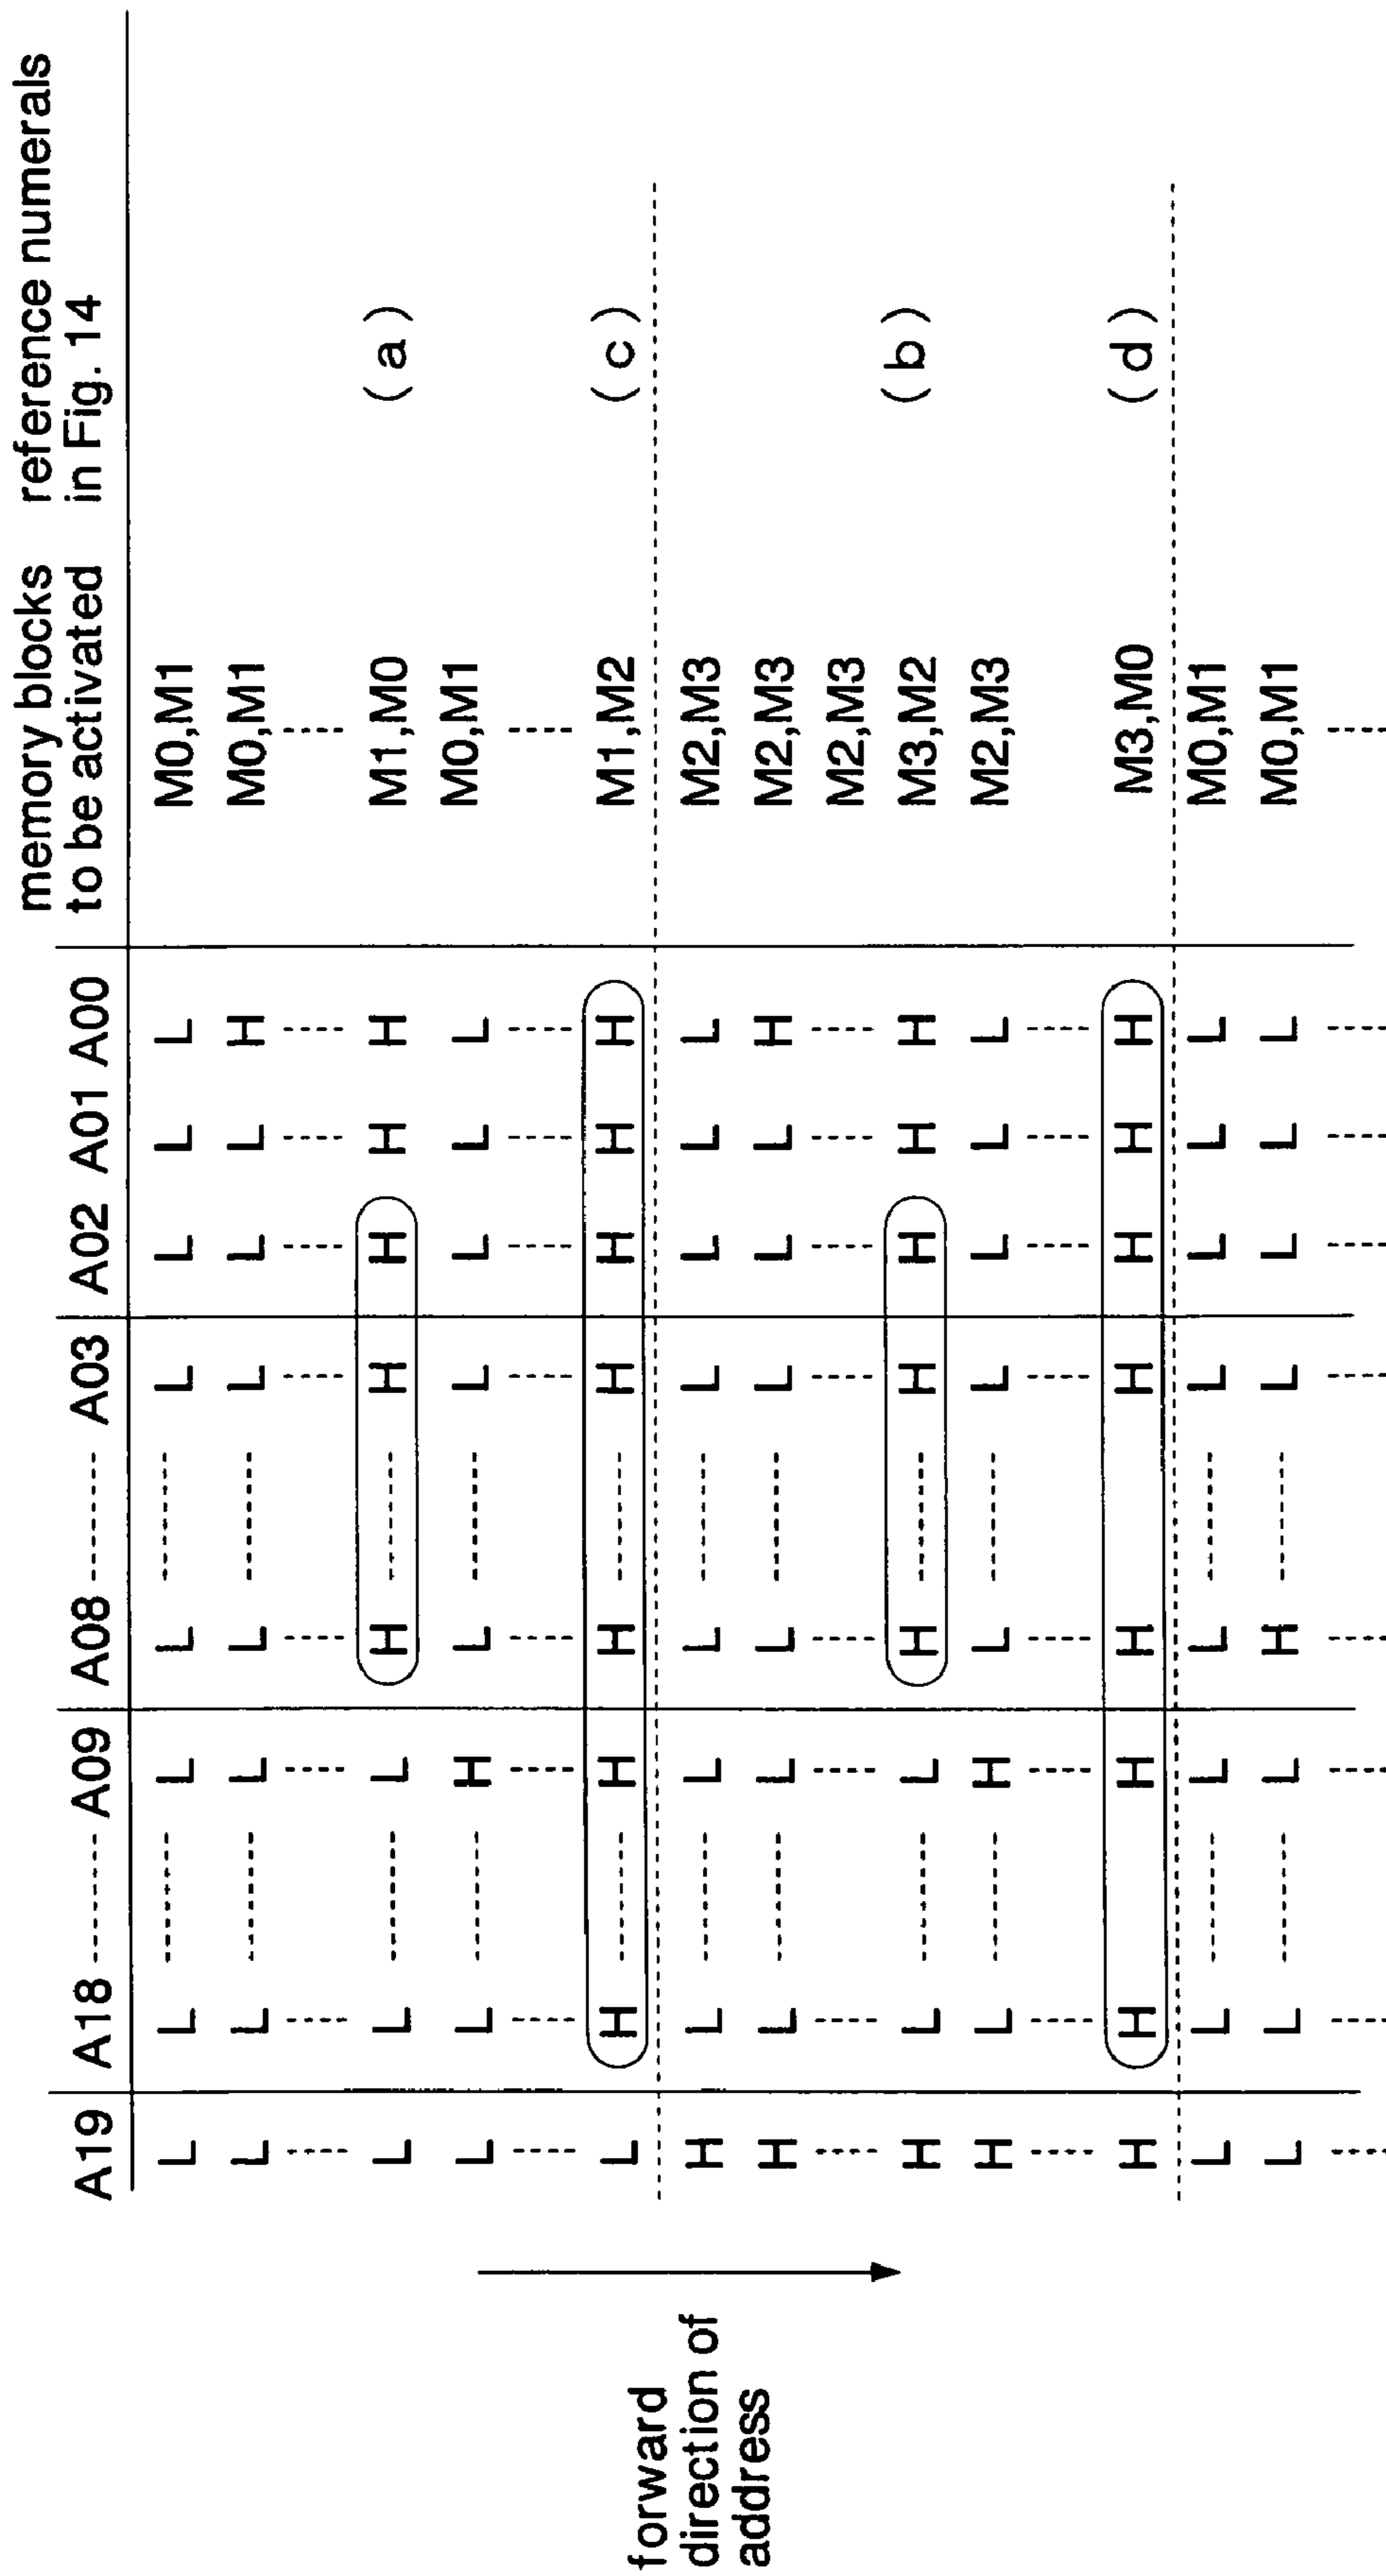 memory blocks reference numerals
A19 A18 ------ A09 A08 ------ A03 A02 A01 A00 to be activated in Fig. 14
L L ------ L L ------ L L L L M0,M1
L L ------ L L ------ L L L H M0,M1
L L ------ L H ------ H H H H M1,M0 (a)
L L ------ H L ------ L L L L M0,M1
L H ------ H H ------ H H H H M1,M2 (c)
H L ------ L L ------ L L L L M2,M3
H L ------ L L ------ L L L H M2,M3
M2,M3
H L ------ L H ------ H H H H M3,M2 (b)
H L ------ H L ------ L L L L M2,M3
H H H H H H H H M3,M0 (d)
L L ------ L L ------ L L L L M0,M1
L L ------ L H ------ L L L L M0,M1
forward
direction of
address